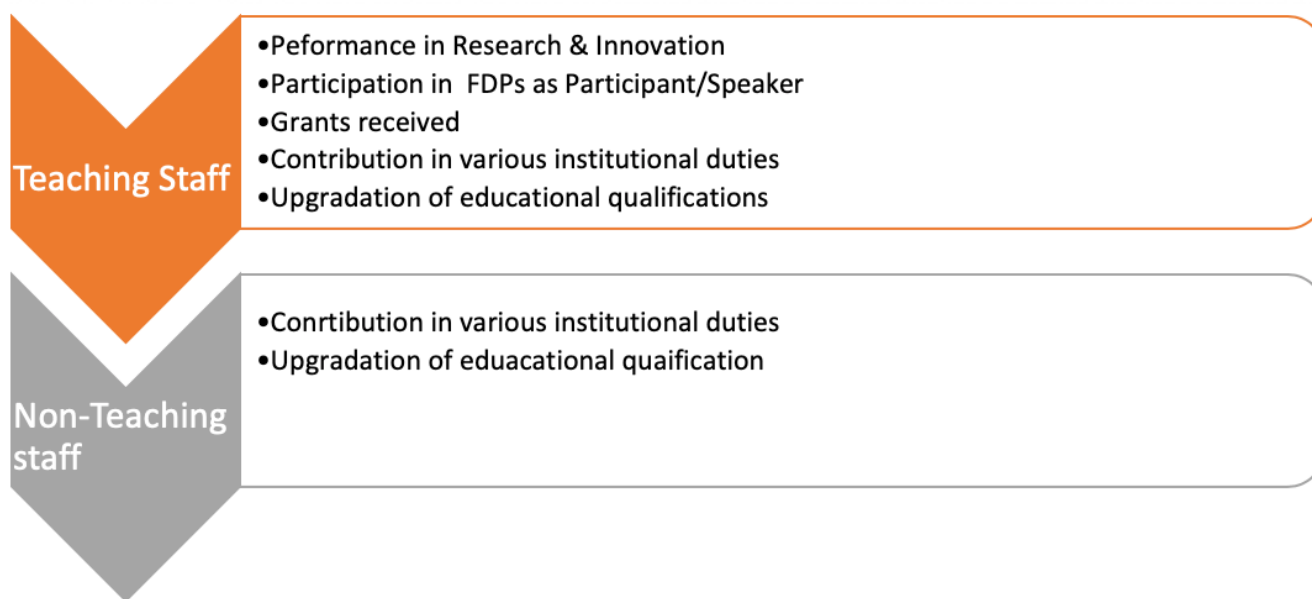 Teaching Staff
•Peformance in Research & Innovation
•Participation in  FDPs as Participant/Speaker
•Grants received
•Contribution in various institutional duties
•Upgradation of educational qualifications
Non-Teaching
staff
•Conrtibution in various institutional duties
•Upgradation of eduacational quaification